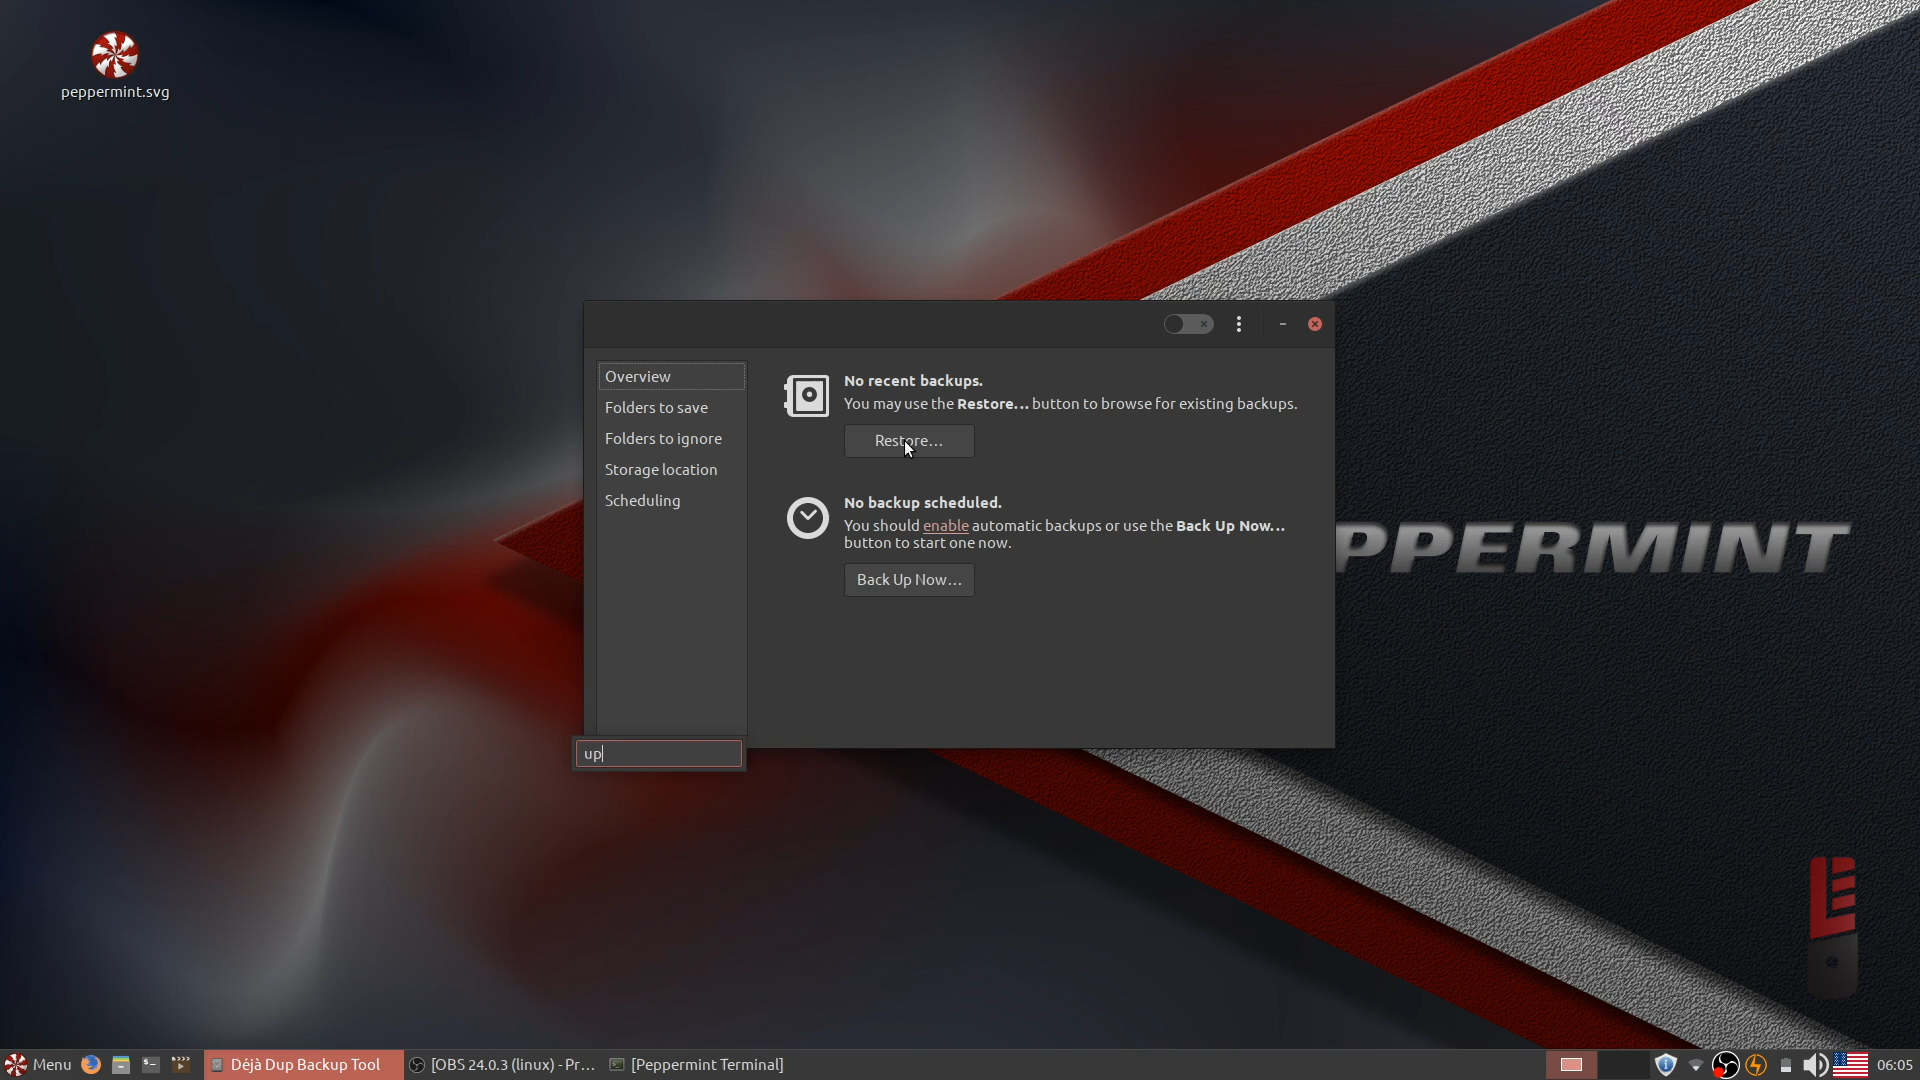 peppermint.svg
Overview
Folders to save
Folders to ignore
Storage location
Scheduling
No recent backups.
You may use the Restore... button to browse for existing backups.
Restore...
No backup scheduled.
You should enable automatic backups or use the Back Up Now...
button to start one now.
Back Up Now...
up
PPERMINT
Menu
Déjà Dup Backup Tool
[OBS 24.0.3 (linux) - Pr...
[Peppermint Terminal]
06:05